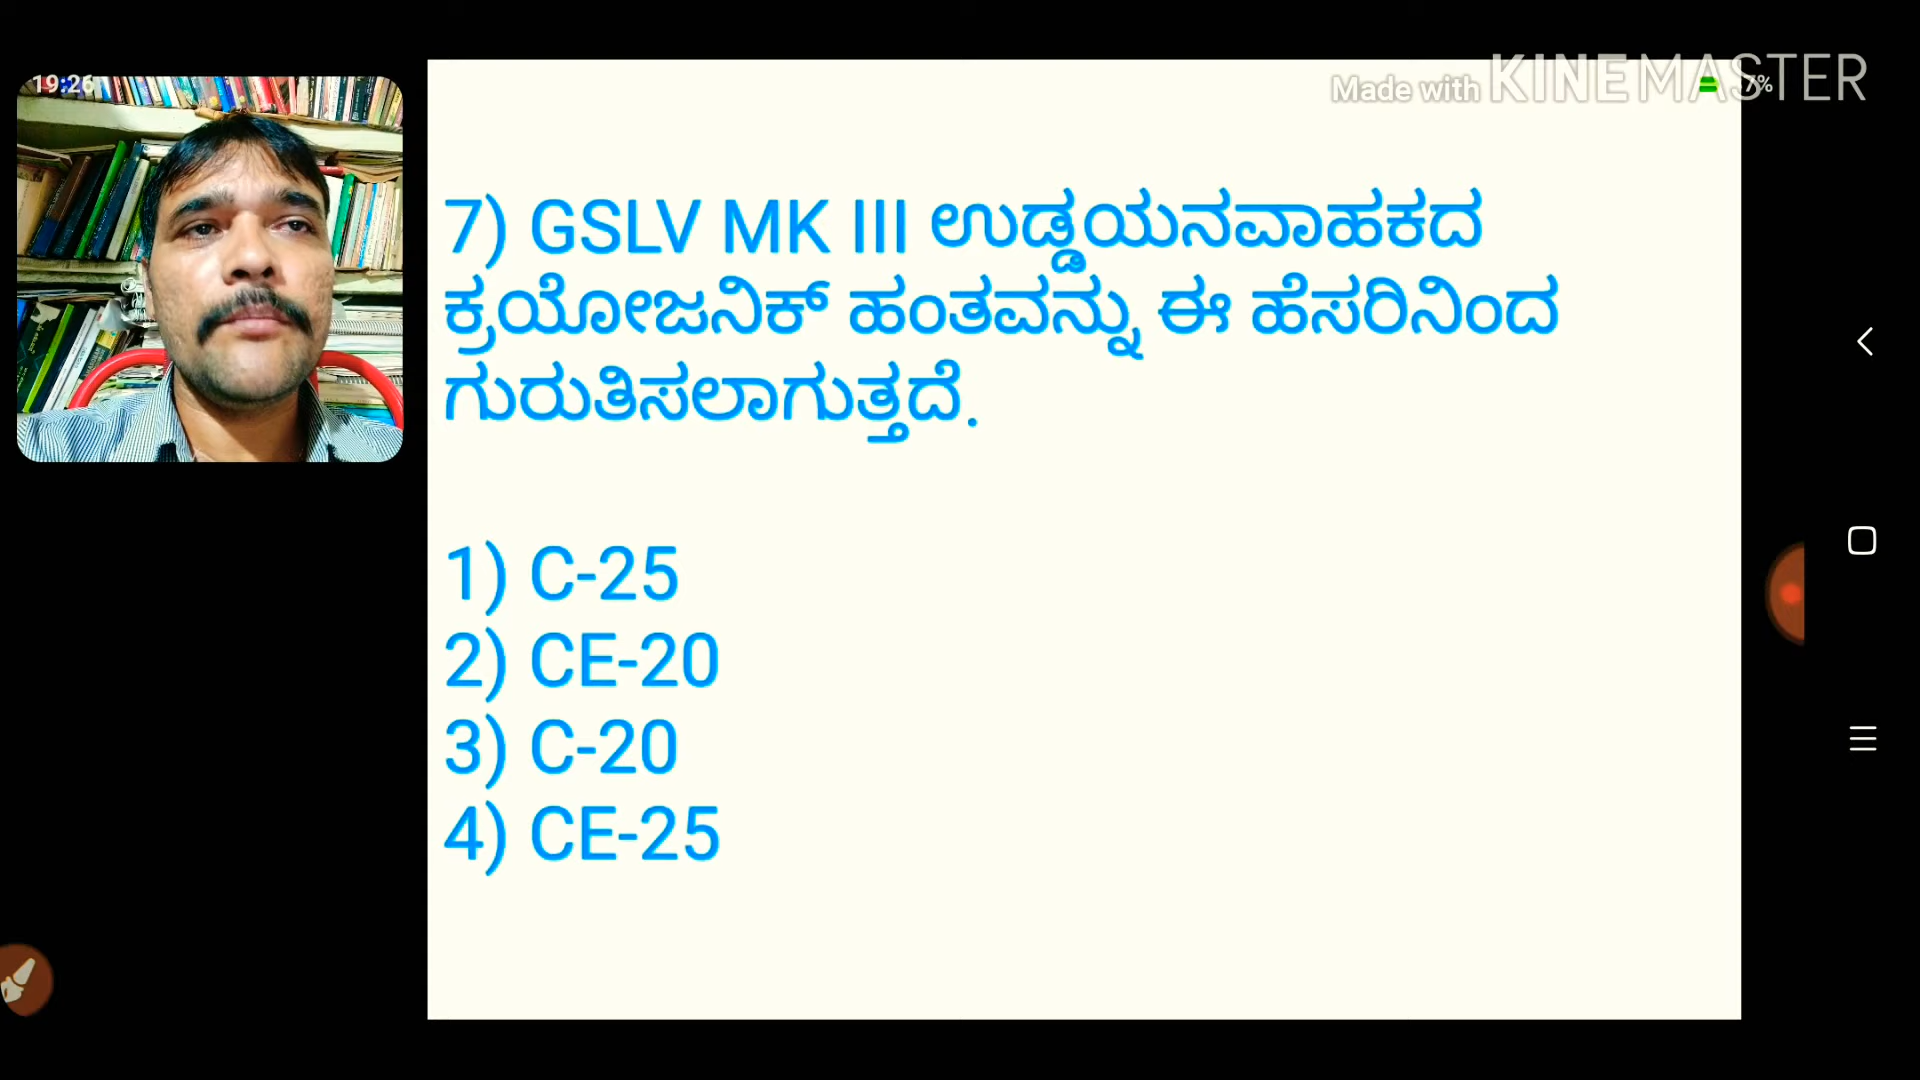 19:26
Made with KINEMASTER
7%
7) GSLV MK III ಉಡ್ಡಯನವಾಹಕದ
ಕ್ರಯೋಜನಿಕ್ ಹಂತವನ್ನು ಈ ಹೆಸರಿನಿಂದ
ಗುರುತಿಸಲಾಗುತ್ತದೆ.
1) C-25
2) CE-20
3) C-20
4) CE-25